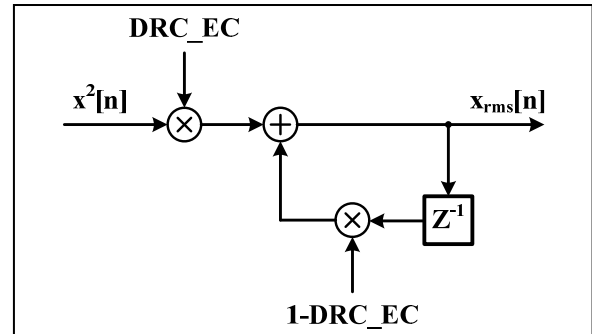 DRC_EC
x²[n]
xrms[n]
×
+
×
Z⁻¹
1-DRC_EC